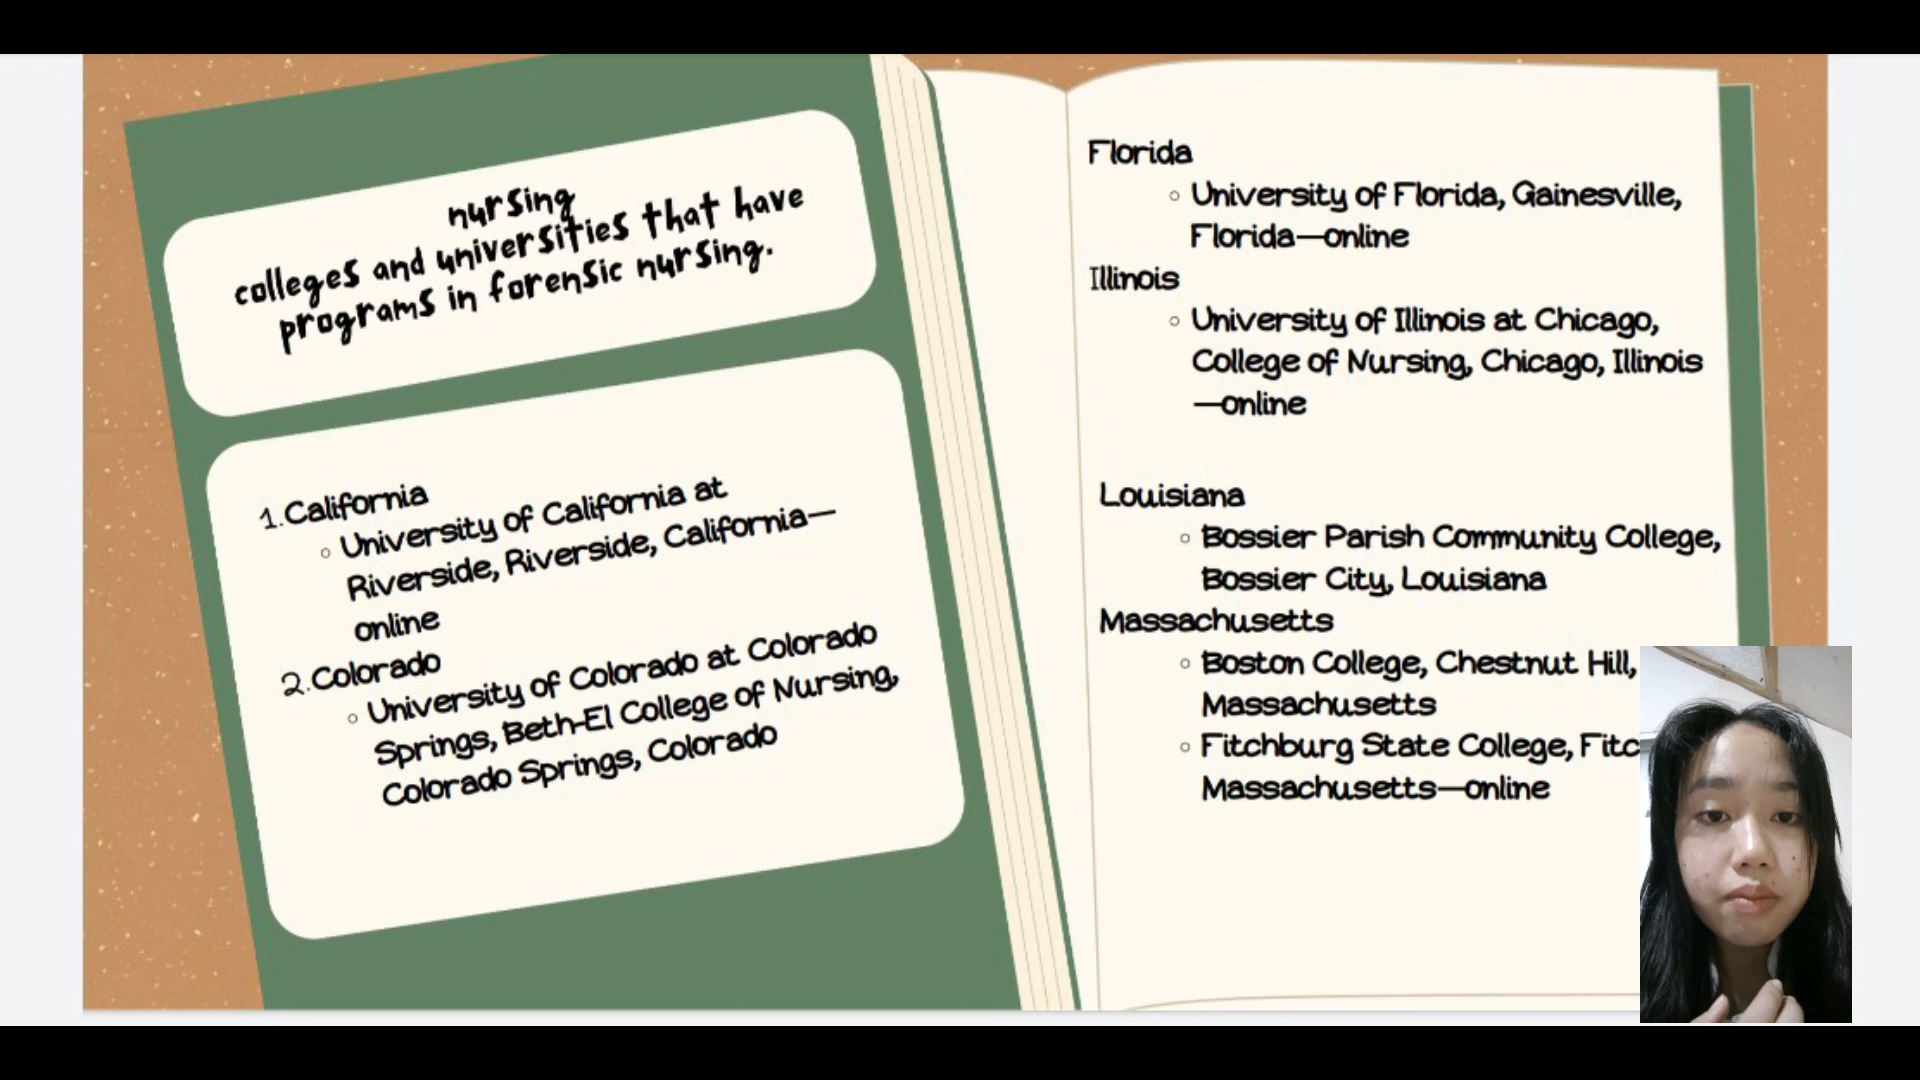 nursing
colleges and universities that have
programs in forensic nursing.
1. California
○ University of California at
Riverside, Riverside, California—
online
2. Colorado
○ University of Colorado at Colorado
Springs, Beth-El College of Nursing,
Colorado Springs, Colorado
Florida
○ University of Florida, Gainesville,
Florida—online
Illinois
○ University of Illinois at Chicago,
College of Nursing, Chicago, Illinois
—online
Louisiana
○ Bossier Parish Community College,
Bossier City, Louisiana
Massachusetts
○ Boston College, Chestnut Hill,
Massachusetts
○ Fitchburg State College,
Massachusetts—online